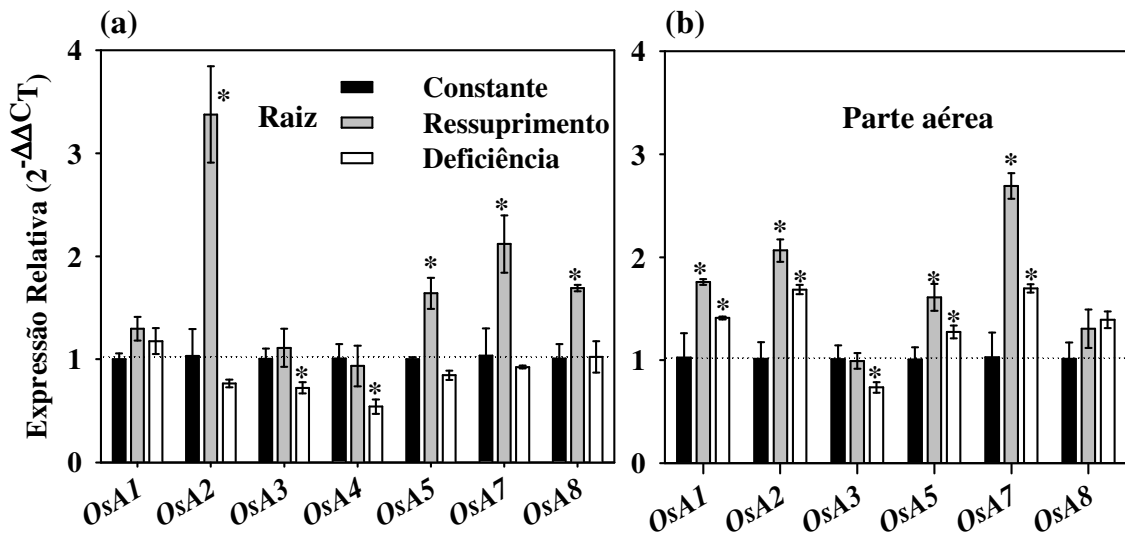 (a)
(b)
Expressão Relativa (2^-ΔΔC_T)
4
3
2
1
0
Raiz
Constante
Ressuprimento
Deficiência
*
*
*
*
*
*
OsA1
OsA2
OsA3
OsA4
OsA5
OsA7
OsA8
4
3
2
1
0
Parte aérea
*
*
*
*
*
*
*
*
*
OsA1
OsA2
OsA3
OsA5
OsA7
OsA8